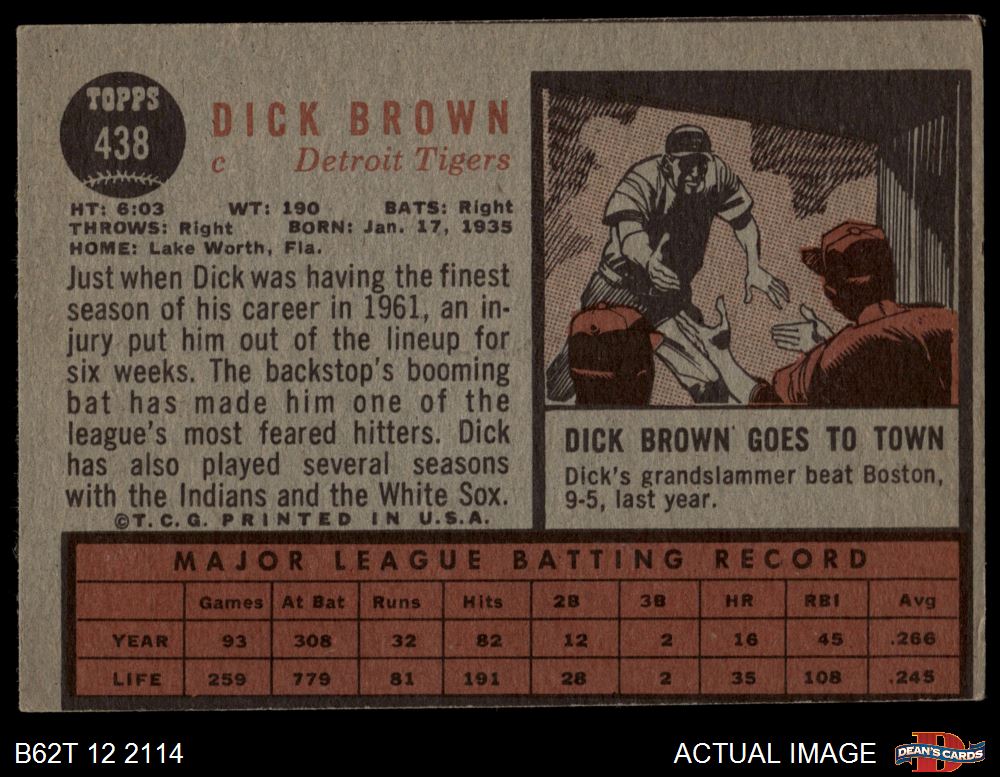 TOPPS
438
DICK BROWN
c Detroit Tigers
HT: 6:03 WT: 190 BATS: Right
THROWS: Right BORN: Jan. 17, 1935
HOME: Lake Worth, Fla.
Just when Dick was having the finest
season of his career in 1961, an in-
jury put him out of the lineup for
six weeks. The backstop's booming
bat has made him one of the
league's most feared hitters. Dick
has also played several seasons
with the Indians and the White Sox.
©T.C.G. PRINTED IN U.S.A.
DICK BROWN GOES TO TOWN
Dick's grandslammer beat Boston,
9-5, last year.
MAJOR LEAGUE BATTING RECORD
Games At Bat Runs Hits 2B 3B HR RBI Avg
YEAR 93 308 32 82 12 2 16 45 .266
LIFE 259 779 81 191 28 2 35 108 .245
B62T 12 2114 ACTUAL IMAGE
DEAN'S CARDS